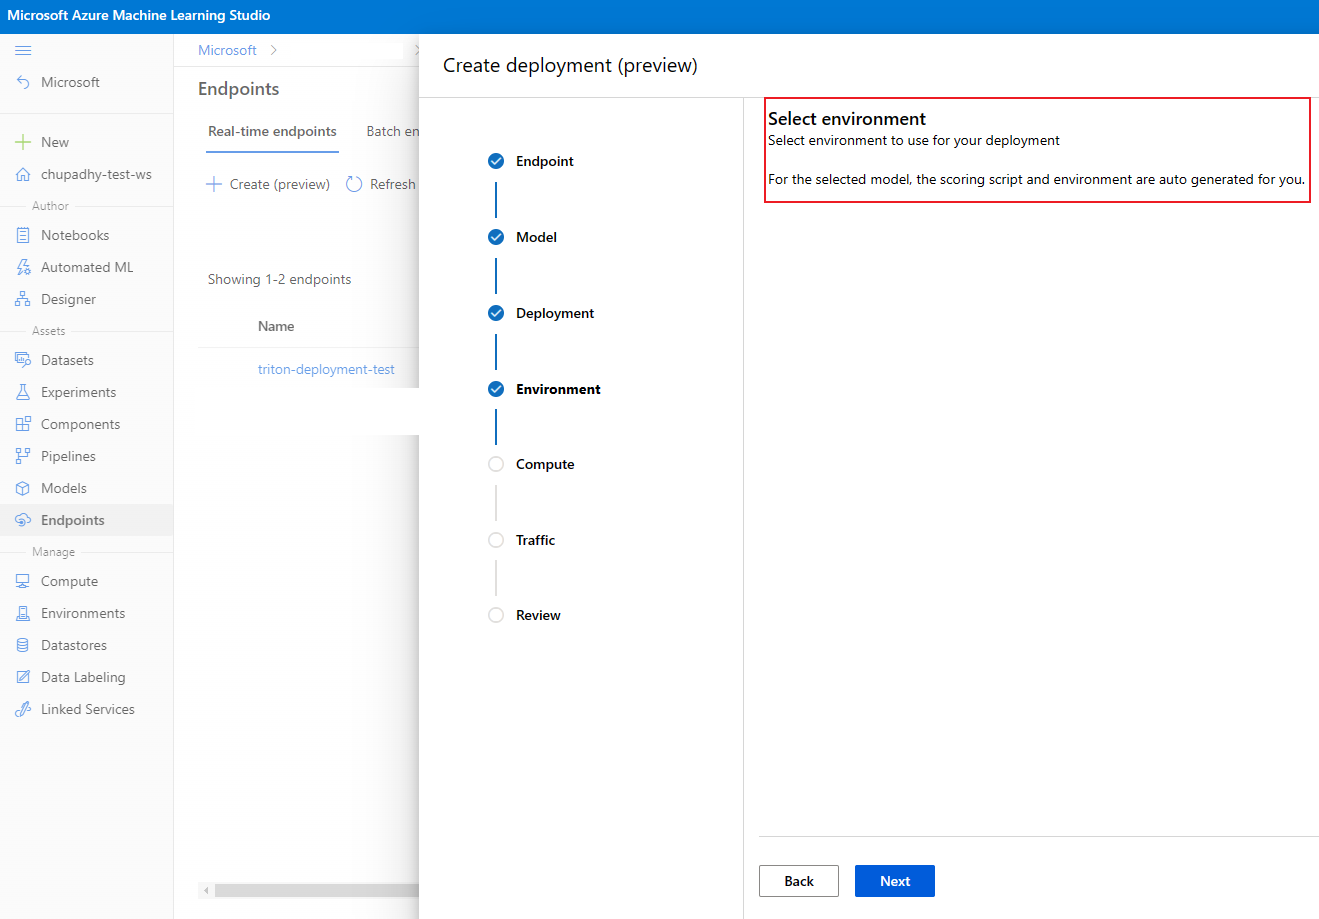 Microsoft Azure Machine Learning Studio
Microsoft
New
chupadhy-test-ws
Author
Notebooks
Automated ML
Designer
Assets
Datasets
Experiments
Components
Pipelines
Models
Endpoints
Manage
Compute
Environments
Datastores
Data Labeling
Linked Services
Microsoft
Endpoints
Real-time endpoints Batch en
Create (preview) Refresh
Showing 1-2 endpoints
Name
triton-deployment-test
Create deployment (preview)
Endpoint
Model
Deployment
Environment
Compute
Traffic
Review
Select environment
Select environment to use for your deployment
For the selected model, the scoring script and environment are auto generated for you.
Back Next